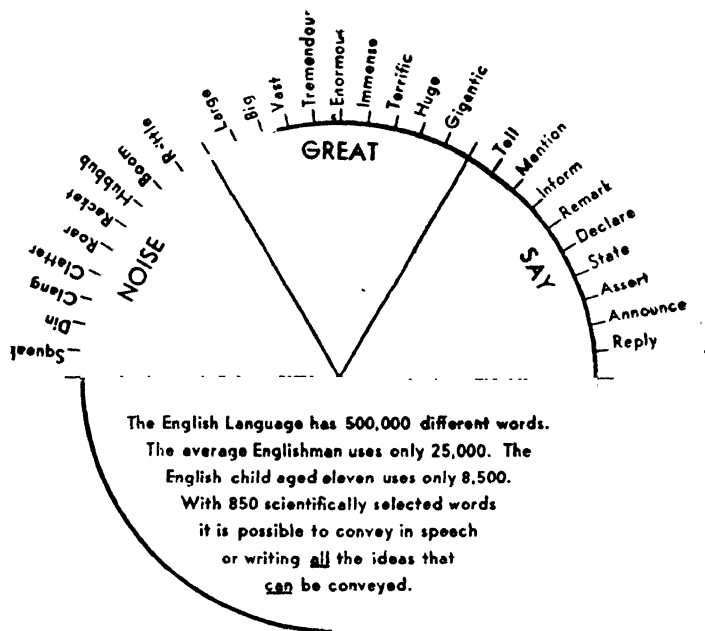 Squeak
Din
Clang
Clatter
Roar
Racket
Hubbub
Boom
Rattle
NOISE
Large
Big
Vast
Tremendour
Enormous
Immense
Terrific
Huge
Gigantic
GREAT
Tell
Mention
Inform
Remark
Declare
State
Assert
Announce
Reply
SAY
The English Language has 500,000 different words.
The average Englishman uses only 25,000. The
English child aged eleven uses only 8,500.
With 850 scientifically selected words
it is possible to convey in speech
or writing all the ideas that
can be conveyed.